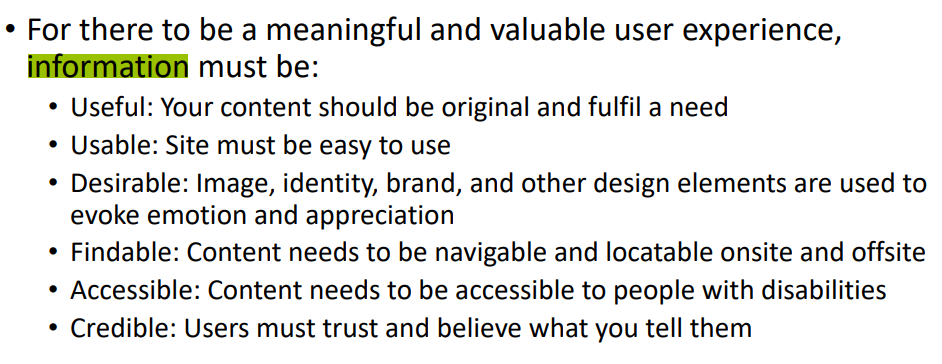 • For there to be a meaningful and valuable user experience,
information must be:
• Useful: Your content should be original and fulfil a need
• Usable: Site must be easy to use
• Desirable: Image, identity, brand, and other design elements are used to
evoke emotion and appreciation
• Findable: Content needs to be navigable and locatable onsite and offsite
• Accessible: Content needs to be accessible to people with disabilities
• Credible: Users must trust and believe what you tell them